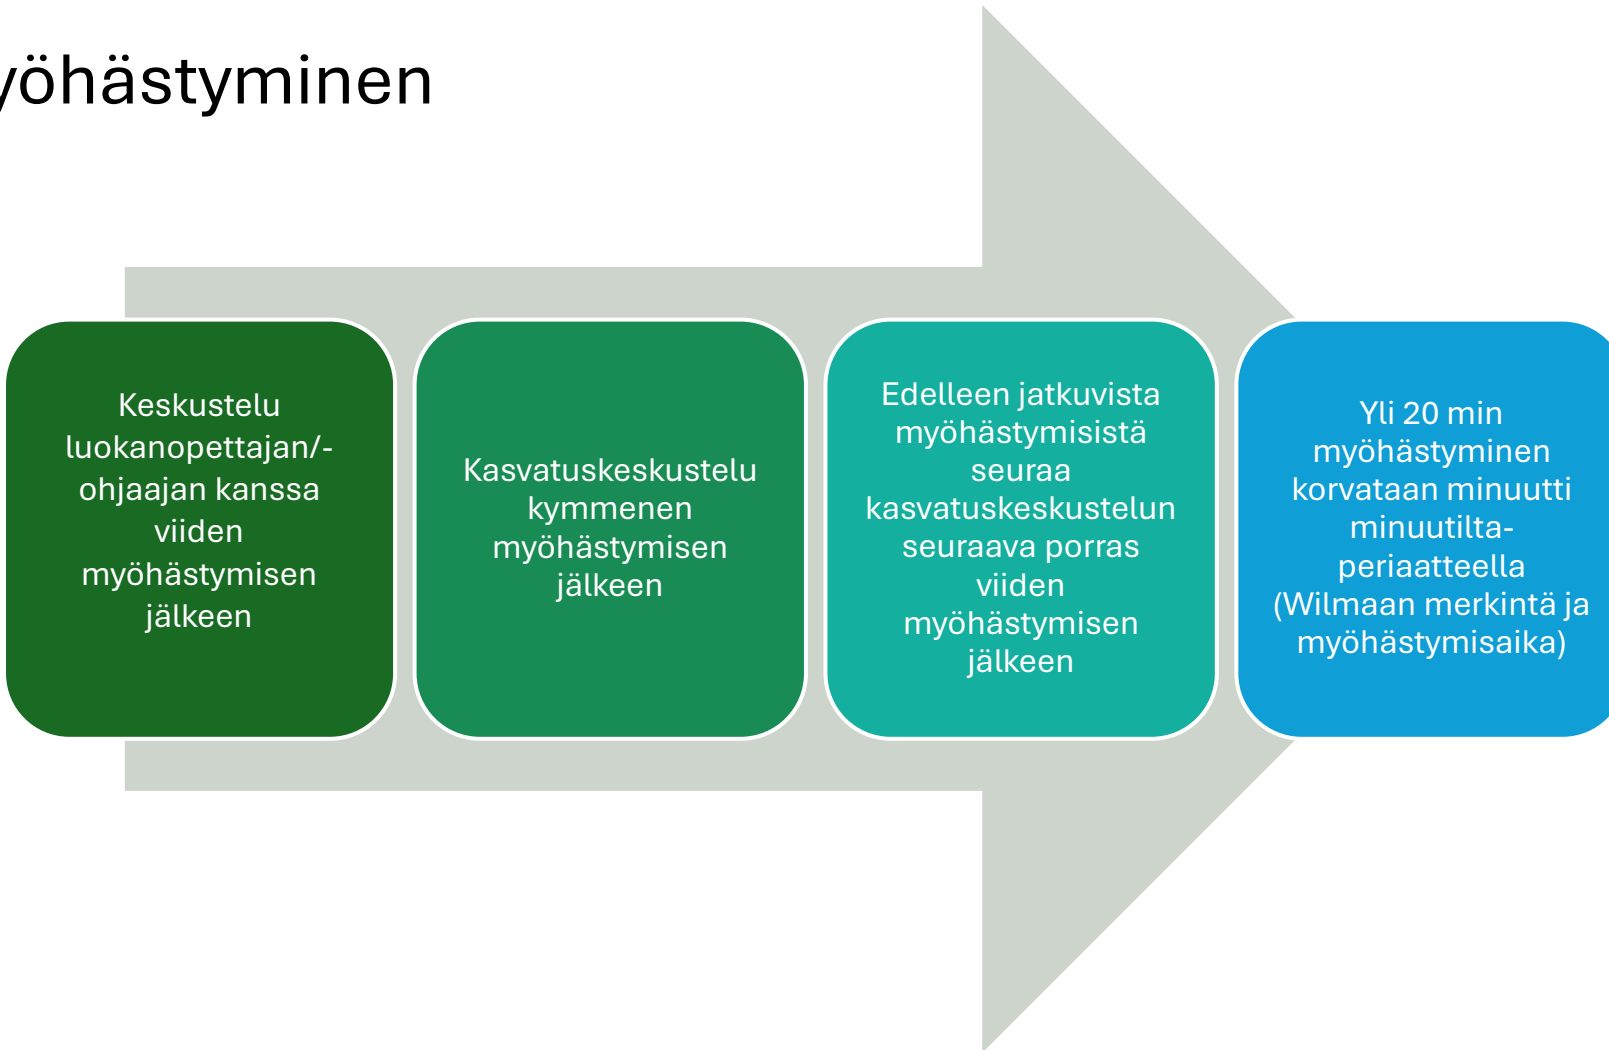 yöhästyminen
Keskustelu
luokanopettajan/-
ohjaajan kanssa
viiden
myöhästymisen
jälkeen
Kasvatuskeskustelu
kymmenen
myöhästymisen
jälkeen
Edelleen jatkuvista
myöhästymisistä
seuraa
kasvatuskeskustelun
seuraava porras
viiden
myöhästymisen
jälkeen
Yli 20 min
myöhästyminen
korvataan minuutti
minuutilta-
periaatteella
(Wilmaan merkintä ja
myöhästymisaika)